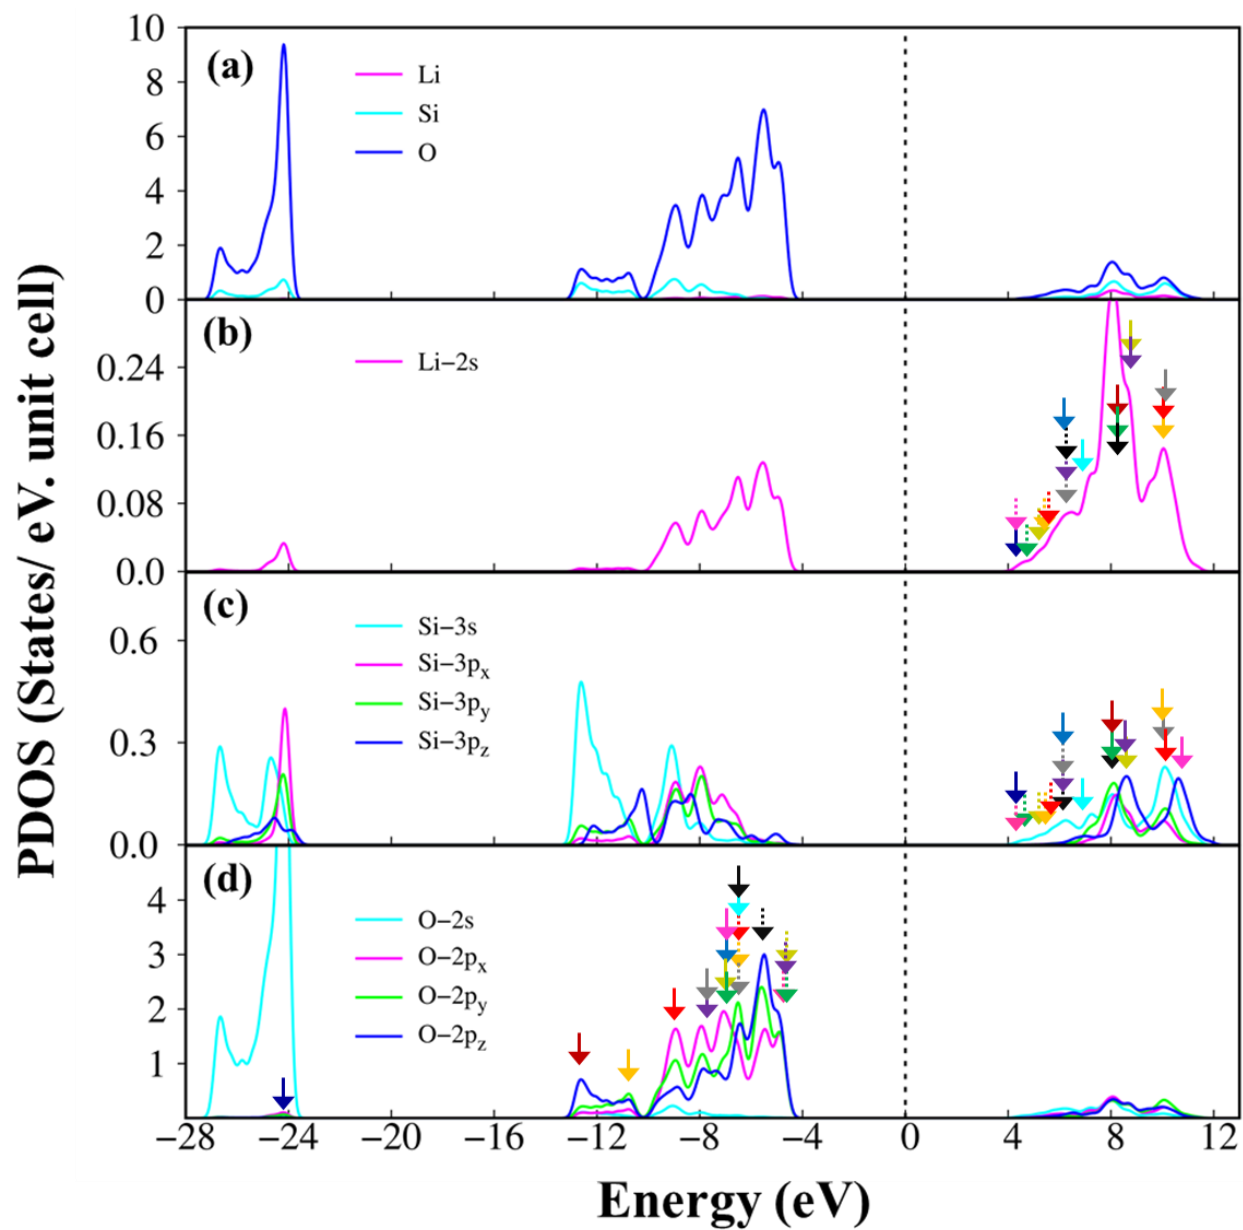 PDOS (States/ eV. unit cell)
10
8
6
4
2
0
(a)
Li
Si
O
0.24
0.16
0.08
0.0
(b)
Li−2s
0.6
0.3
0.0
(c)
Si−3s
Si−3px
Si−3py
Si−3pz
4
3
2
1
(d)
O−2s
O−2px
O−2py
O−2pz
−28 −24 −20 −16 −12 −8 −4 0 4 8 12
Energy (eV)